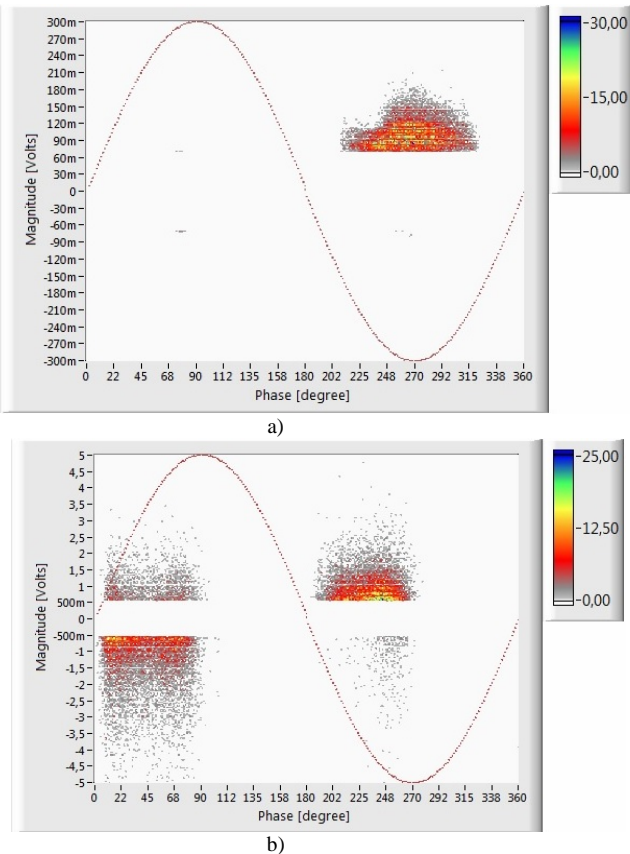 300m
270m
240m
210m
180m
150m
120m
90m
60m
30m
0
-30m
-60m
-90m
-120m
-150m
-180m
-210m
-240m
-270m
-300m
Magnitude [Volts]
0 22 45 68 90 112 135 158 180 202 225 248 270 292 315 338 360
Phase [degree]
30,00
15,00
0,00
a)
5
4,5
4
3,5
3
2,5
2
1,5
1
500m
0
-500m
-1
-1,5
-2
-2,5
-3
-3,5
-4
-4,5
-5
Magnitude [Volts]
0 22 45 68 90 112 135 158 180 202 225 248 270 292 315 338 360
Phase [degree]
25,00
12,50
0,00
b)